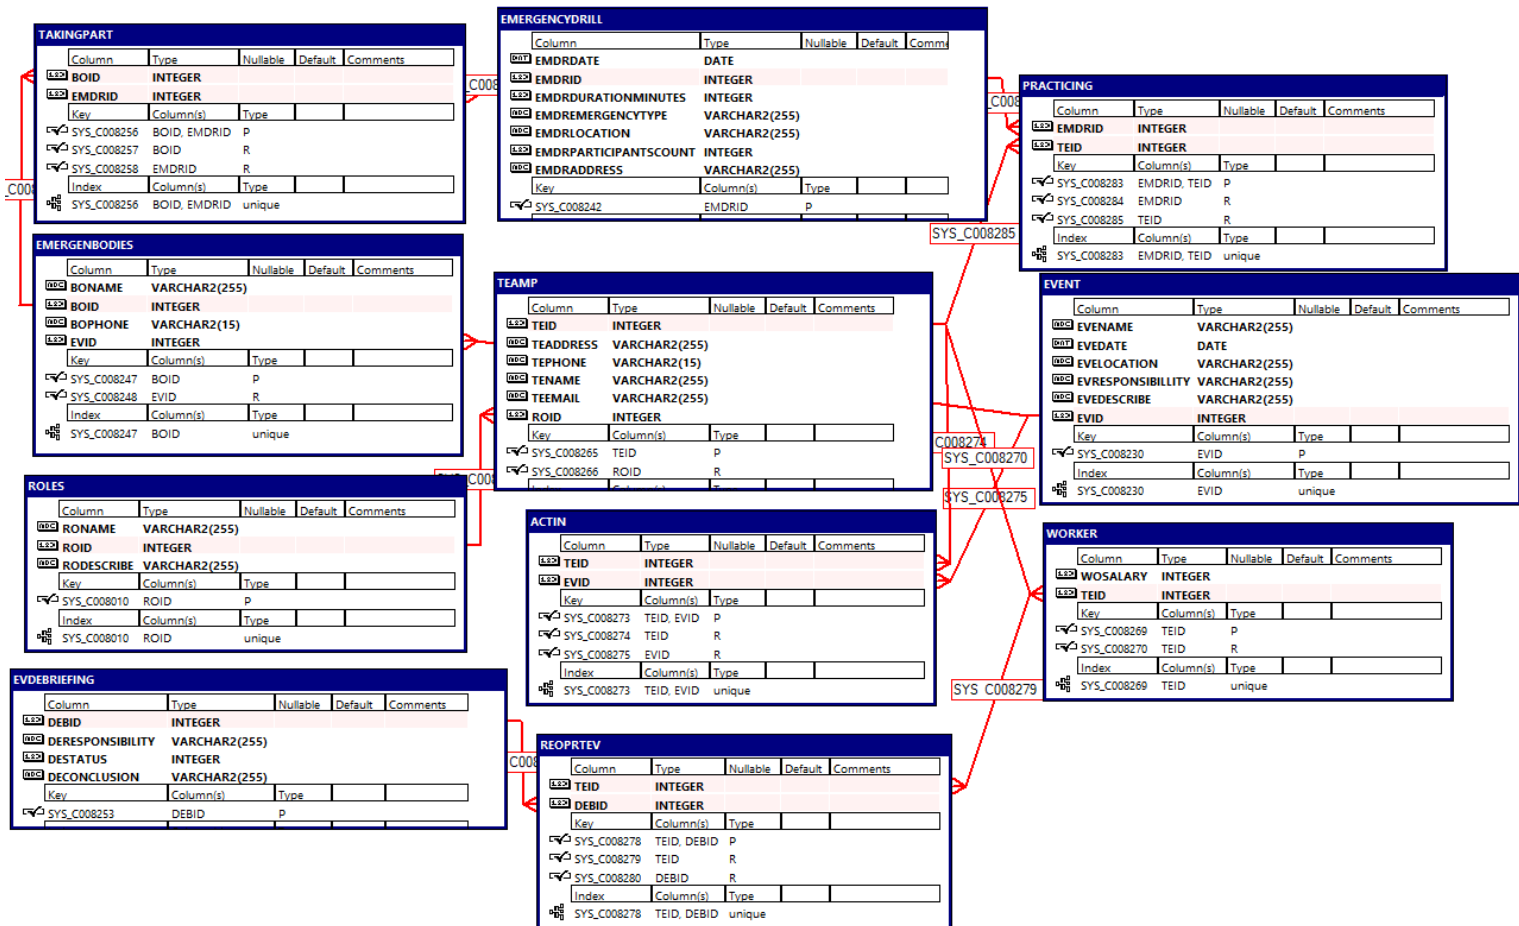 TAKINGPART
Column Type Nullable Default Comments
BOID INTEGER
EMDRID INTEGER
Key Column(s) Type
SYS_C008256 BOID, EMDRID P
SYS_C008257 BOID R
SYS_C008258 EMDRID R
Index Column(s) Type
SYS_C008256 BOID, EMDRID unique
EMERGENCYDRILL
Column Type Nullable Default Comme
EMDRDATE DATE
EMDRID INTEGER
EMDRDURATIONMINUTES INTEGER
EMDREMERGENCYTYPE VARCHAR2(255)
EMDRLOCATION VARCHAR2(255)
EMDRPARTICIPANTSCOUNT INTEGER
EMDRADDRESS VARCHAR2(255)
Key Column(s) Type
SYS_C008242 EMDRID P
PRACTICING
Column Type Nullable Default Comments
EMDRID INTEGER
TEID INTEGER
Key Column(s) Type
SYS_C008283 EMDRID, TEID P
SYS_C008284 EMDRID R
SYS_C008285 TEID R
Index Column(s) Type
SYS_C008283 EMDRID, TEID unique
SYS_C008285
EMERGENBODIES
Column Type Nullable Default Comments
BONAME VARCHAR2(255)
BOID INTEGER
BOPHONE VARCHAR2(15)
EVID INTEGER
Key Column(s) Type
SYS_C008247 BOID P
SYS_C008248 EVID R
Index Column(s) Type
SYS_C008247 BOID unique
TEAMP
Column Type Nullable Default Comments
TEID INTEGER
TEADDRESS VARCHAR2(255)
TEPHONE VARCHAR2(15)
TENAME VARCHAR2(255)
TEEMAIL VARCHAR2(255)
ROID INTEGER
Key Column(s) Type
SYS_C008265 TEID P
SYS_C008266 ROID R
EVENT
Column Type Nullable Default Comments
EVENAME VARCHAR2(255)
EVEDATE DATE
EVELOCATION VARCHAR2(255)
EVRESPONSIBILLITY VARCHAR2(255)
EVEDESCRIBE VARCHAR2(255)
EVID INTEGER
Key Column(s) Type
SYS_C008230 EVID P
Index Column(s) Type
SYS_C008230 EVID unique
C008274
SYS_C008270
SYS_C008275
ROLES
Column Type Nullable Default Comments
RONAME VARCHAR2(255)
ROID INTEGER
RODESCRIBE VARCHAR2(255)
Key Column(s) Type
SYS_C008010 ROID P
Index Column(s) Type
SYS_C008010 ROID unique
ACTIN
Column Type Nullable Default Comments
TEID INTEGER
EVID INTEGER
Key Column(s) Type
SYS_C008273 TEID, EVID P
SYS_C008274 TEID R
SYS_C008275 EVID R
Index Column(s) Type
SYS_C008273 TEID, EVID unique
WORKER
Column Type Nullable Default Comments
WOSALARY INTEGER
TEID INTEGER
Key Column(s) Type
SYS_C008269 TEID P
SYS_C008270 TEID R
Index Column(s) Type
SYS_C008269 TEID unique
SYS_C008279
EVDEBRIEFING
Column Type Nullable Default Comments
DEBID INTEGER
DERESPONSIBILITY VARCHAR2(255)
DESTATUS INTEGER
DECONCLUSION VARCHAR2(255)
Key Column(s) Type
SYS_C008253 DEBID P
REOPRTEV
Column Type Nullable Default Comments
TEID INTEGER
DEBID INTEGER
Key Column(s) Type
SYS_C008278 TEID, DEBID P
SYS_C008279 TEID R
SYS_C008280 DEBID R
Index Column(s) Type
SYS_C008278 TEID, DEBID unique